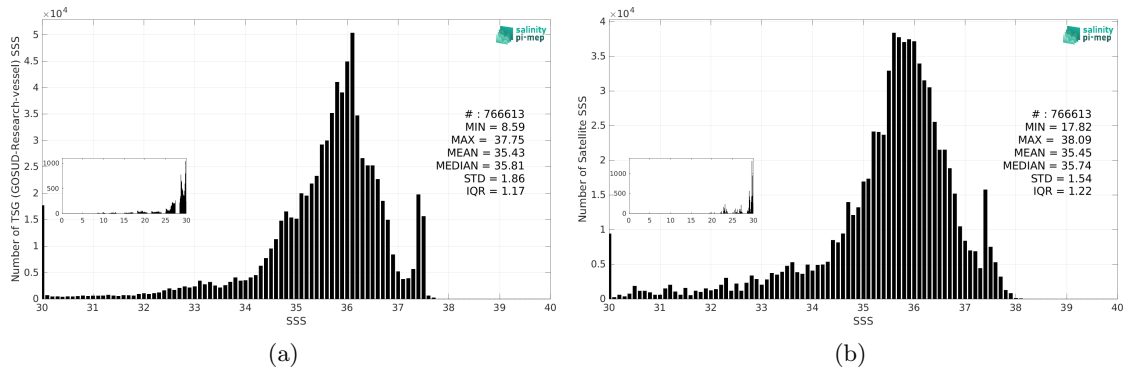 ×10⁴
5
4.5
4
3.5
3
2.5
2
1.5
1
0.5
0
Number of TSG (GOSUD-Research-vessel) SSS
salinity
pi-mep
# : 766613
MIN = 8.59
MAX = 37.75
MEAN = 35.43
MEDIAN = 35.81
STD = 1.86
IQR = 1.17
1000
500
0
0 5 10 15 20 25 30
30 31 32 33 34 35 36 37 38 39 40
SSS
(a)
×10⁴
4
3.5
3
2.5
2
1.5
1
0.5
0
Number of Satellite SSS
salinity
pi-mep
# : 766613
MIN = 17.82
MAX = 38.09
MEAN = 35.45
MEDIAN = 35.74
STD = 1.54
IQR = 1.22
1000
500
0
0 5 10 15 20 25 30
30 31 32 33 34 35 36 37 38 39 40
SSS
(b)